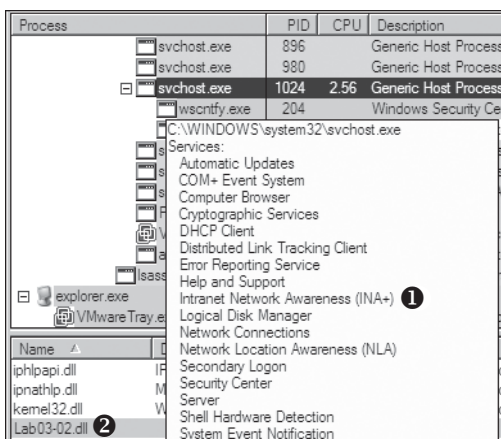 Process PID CPU Description
svchost.exe 896 Generic Host Process
svchost.exe 980 Generic Host Process
svchost.exe 1024 2.56 Generic Host Process
wscntfy.exe 204 Windows Security Ce
C:\WINDOWS\system32\svchost.exe
Services:
Automatic Updates
COM+ Event System
Computer Browser
Cryptographic Services
DHCP Client
Distributed Link Tracking Client
Error Reporting Service
Help and Support
Intranet Network Awareness (INA+) ❶
Logical Disk Manager
Network Connections
Network Location Awareness (NLA)
Secondary Logon
Security Center
Server
Shell Hardware Detection
System Event Notification
lsass
explorer.exe
VMwareTray.e
Name
iphlpapi.dll
ipnathlp.dll M
kernel32.dll W
Lab03-02.dll ❷